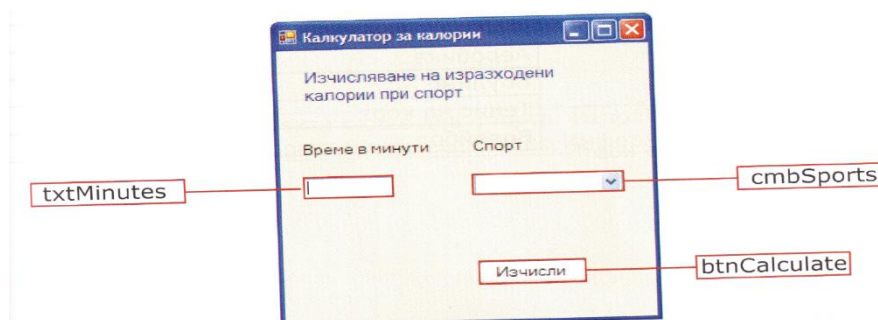 Калкулатор за калории
Изчисляване на изразходени
калории при спорт
Време в минути Спорт
txtMinutes
cmbSports
Изчисли
btnCalculate